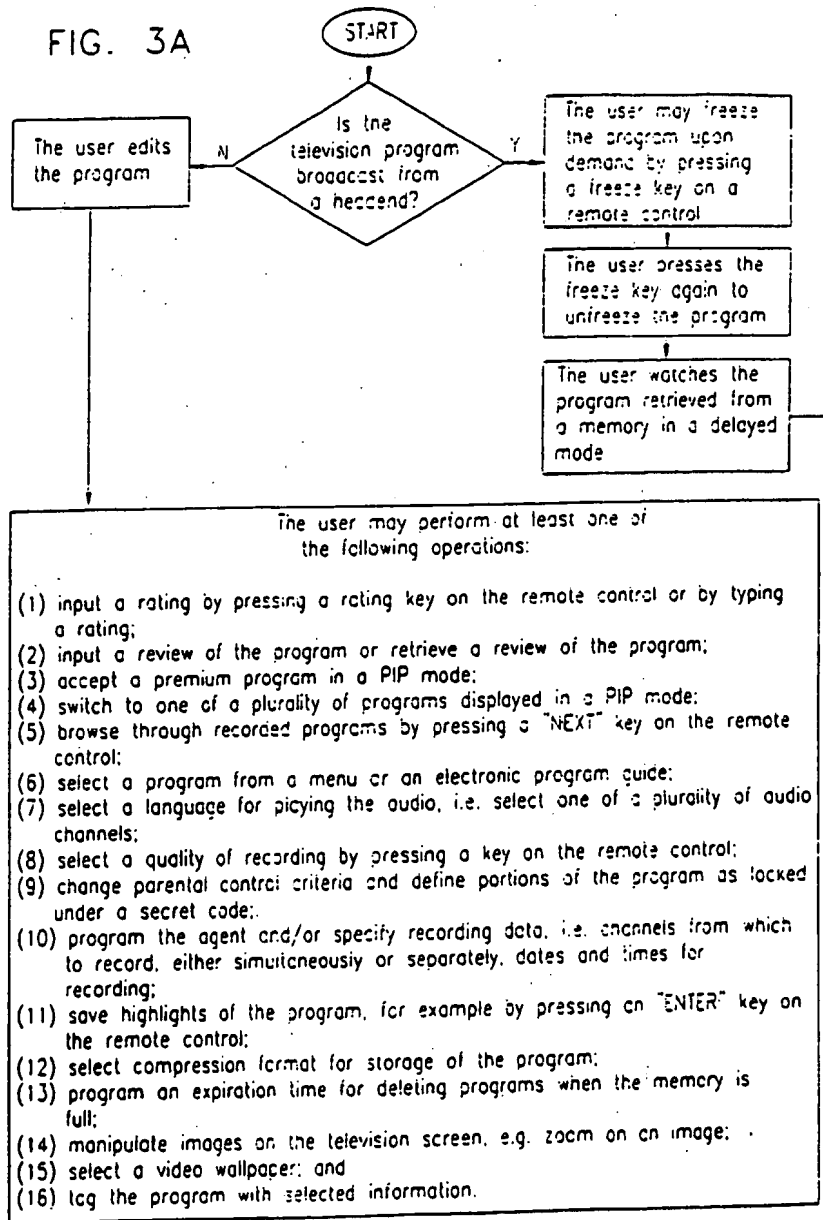 FIG. 3A
START
Is the
television program
broadcast from
a headend?
N
Y
The user edits
the program
The user may freeze
the program upon
demand by pressing
a freeze key on a
remote control
The user presses the
freeze key again to
unfreeze the program
The user watches the
program retrieved from
a memory in a delayed
mode
The user may perform at least one of
the following operations:
(1) input a rating by pressing a rating key on the remote control or by typing
a rating;
(2) input a review of the program or retrieve a review of the program;
(3) accept a premium program in a PIP mode;
(4) switch to one of a plurality of programs displayed in a PIP mode;
(5) browse through recorded programs by pressing a "NEXT" key on the remote
control;
(6) select a program from a menu or an electronic program guide;
(7) select a language for playing the audio, i.e. select one of a plurality of audio
channels;
(8) select a quality of recording by pressing a key on the remote control;
(9) change parental control criteria and define portions of the program as locked
under a secret code;
(10) program the agent and/or specify recording data, i.e. channels from which
to record, either simultaneously or separately, dates and times for
recording;
(11) save highlights of the program, for example by pressing an "ENTER" key on
the remote control;
(12) select compression format for storage of the program;
(13) program an expiration time for deleting programs when the memory is
full;
(14) manipulate images on the television screen, e.g. zoom on an image;
(15) select a video wallpaper; and
(16) tag the program with selected information.